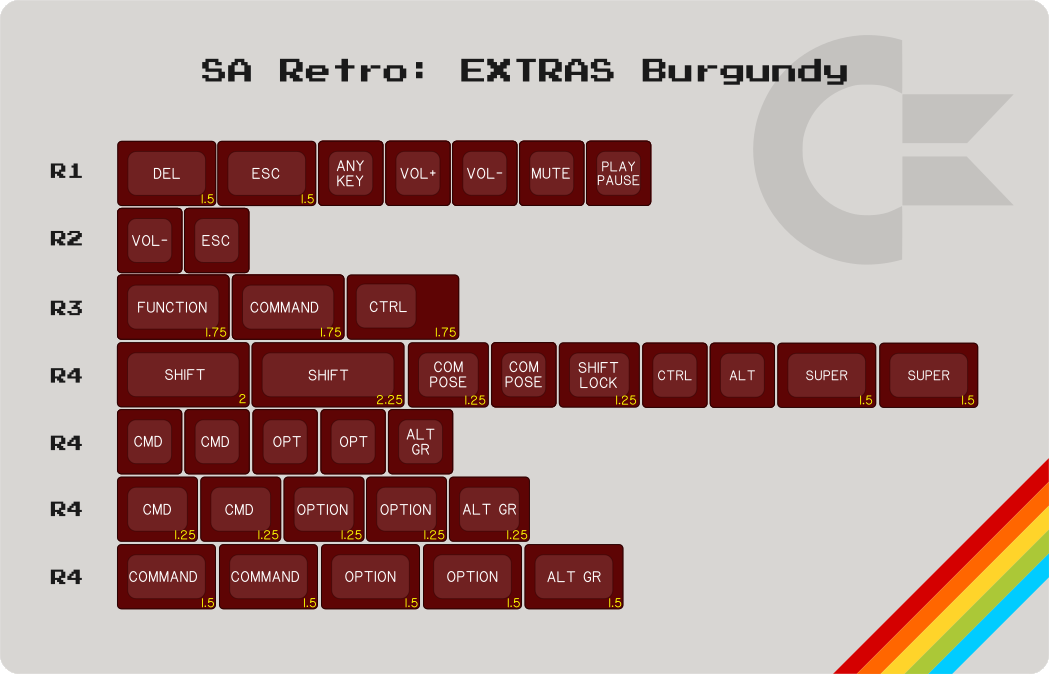 SA Retro: EXTRAS Burgundy
R1 DEL 1.5 ESC 1.5 ANY KEY VOL+ VOL- MUTE PLAY PAUSE
R2 VOL- ESC
R3 FUNCTION 1.75 COMMAND 1.75 CTRL 1.75
R4 SHIFT 2 SHIFT 2.25 COM POSE 1.25 COM POSE SHIFT LOCK 1.25 CTRL ALT SUPER 1.5 SUPER 1.5
R4 CMD CMD OPT OPT ALT GR
R4 CMD 1.25 CMD 1.25 OPTION 1.25 OPTION 1.25 ALT GR 1.25
R4 COMMAND 1.5 COMMAND 1.5 OPTION 1.5 OPTION 1.5 ALT GR 1.5